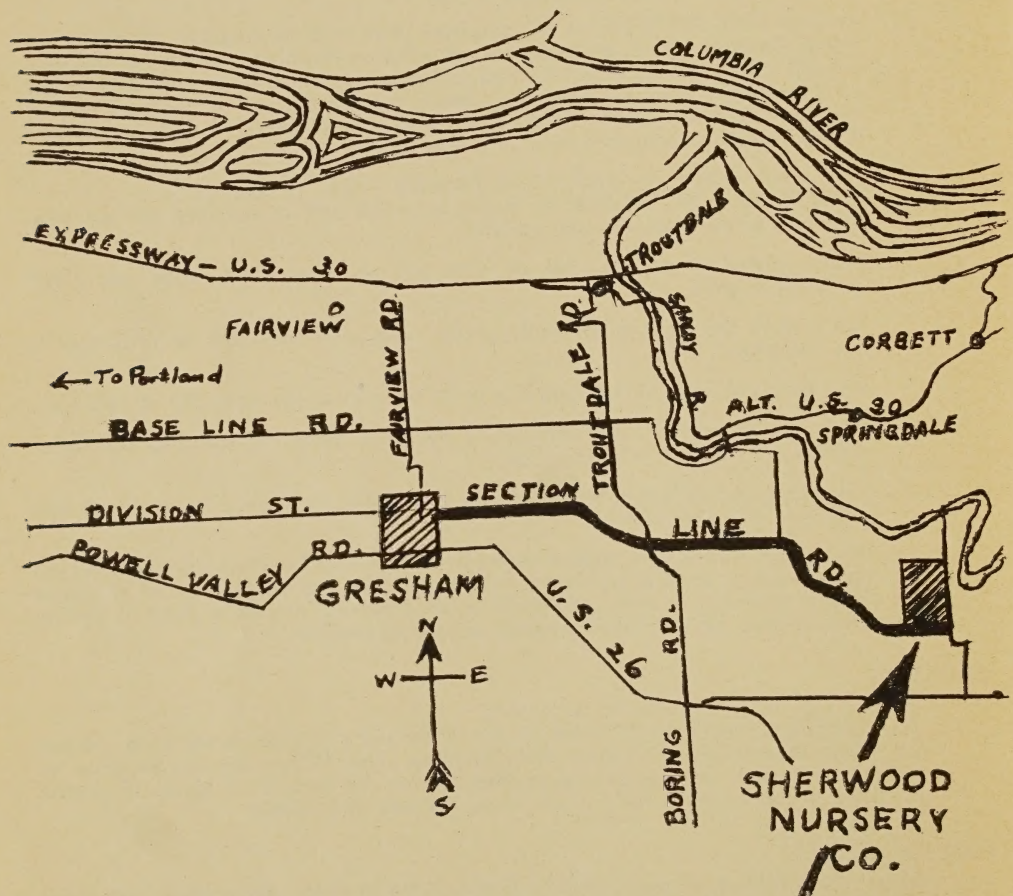 COLUMBIA RIVER
EXPRESSWAY - U.S. 30
TROUTDALE
FAIRVIEW
FAIRVIEW RD.
TROUTDALE RD.
SANDY R.
CORBETT
← To Portland
ALT. U.S. 30
SPRINGDALE
BASE LINE RD.
DIVISION ST.
SECTION LINE RD.
POWELL VALLEY RD.
GRESHAM
U.S. 26
BORING RD.
N
W E
S
SHERWOOD
NURSERY
CO.